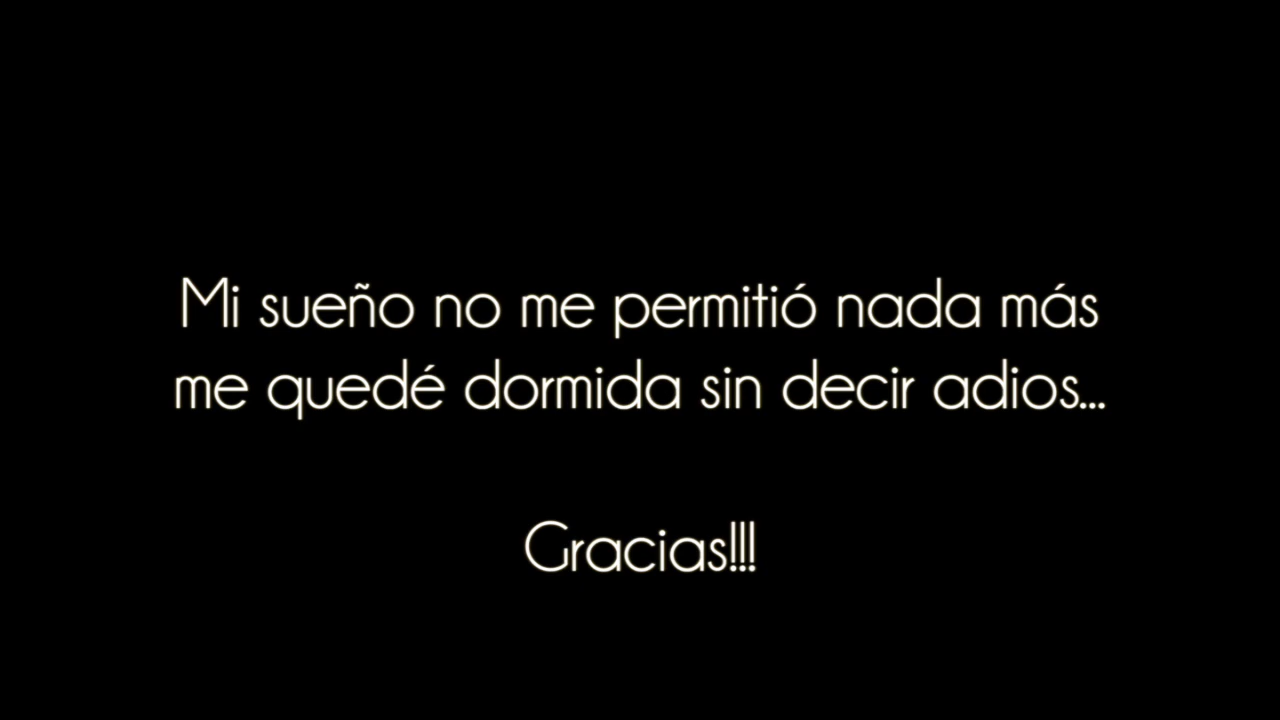 Mi sueño no me permitió nada más
me quedé dormida sin decir adios...
Gracias!!!